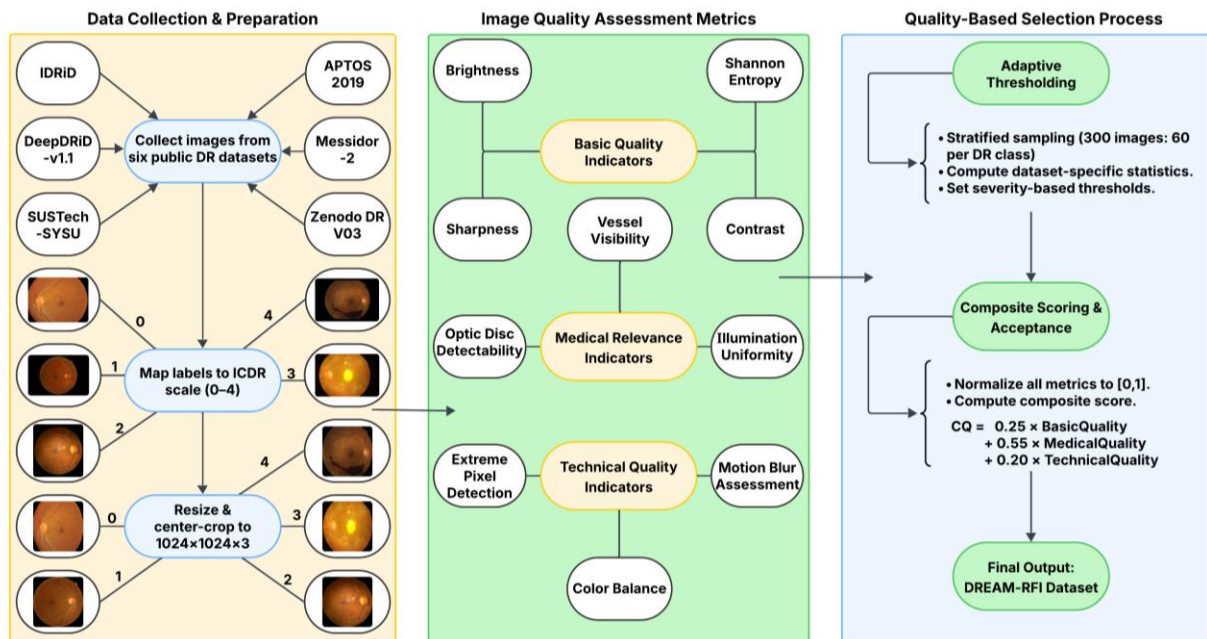 Data Collection & Preparation
IDRiD
APTOS
2019
DeepDRiD
-v1.1
Collect images from
six public DR datasets
Messidor
-2
SUSTech
-SYSU
Zenodo DR
V03
0
4
1
Map labels to ICDR
scale (0–4)
3
2
4
0
Resize &
center-crop to
1024×1024×3
3
1
2
Image Quality Assessment Metrics
Brightness
Shannon
Entropy
Basic Quality
Indicators
Sharpness
Vessel
Visibility
Contrast
Optic Disc
Detectability
Medical Relevance
Indicators
Illumination
Uniformity
Extreme
Pixel
Detection
Technical Quality
Indicators
Motion Blur
Assessment
Color Balance
Quality-Based Selection Process
Adaptive
Thresholding
• Stratified sampling (300 images: 60
per DR class)
• Compute dataset-specific statistics.
• Set severity-based thresholds.
Composite Scoring &
Acceptance
• Normalize all metrics to [0,1].
• Compute composite score.
CQ = 0.25 × BasicQuality
+ 0.55 × MedicalQuality
+ 0.20 × TechnicalQuality
Final Output:
DREAM-RFI Dataset